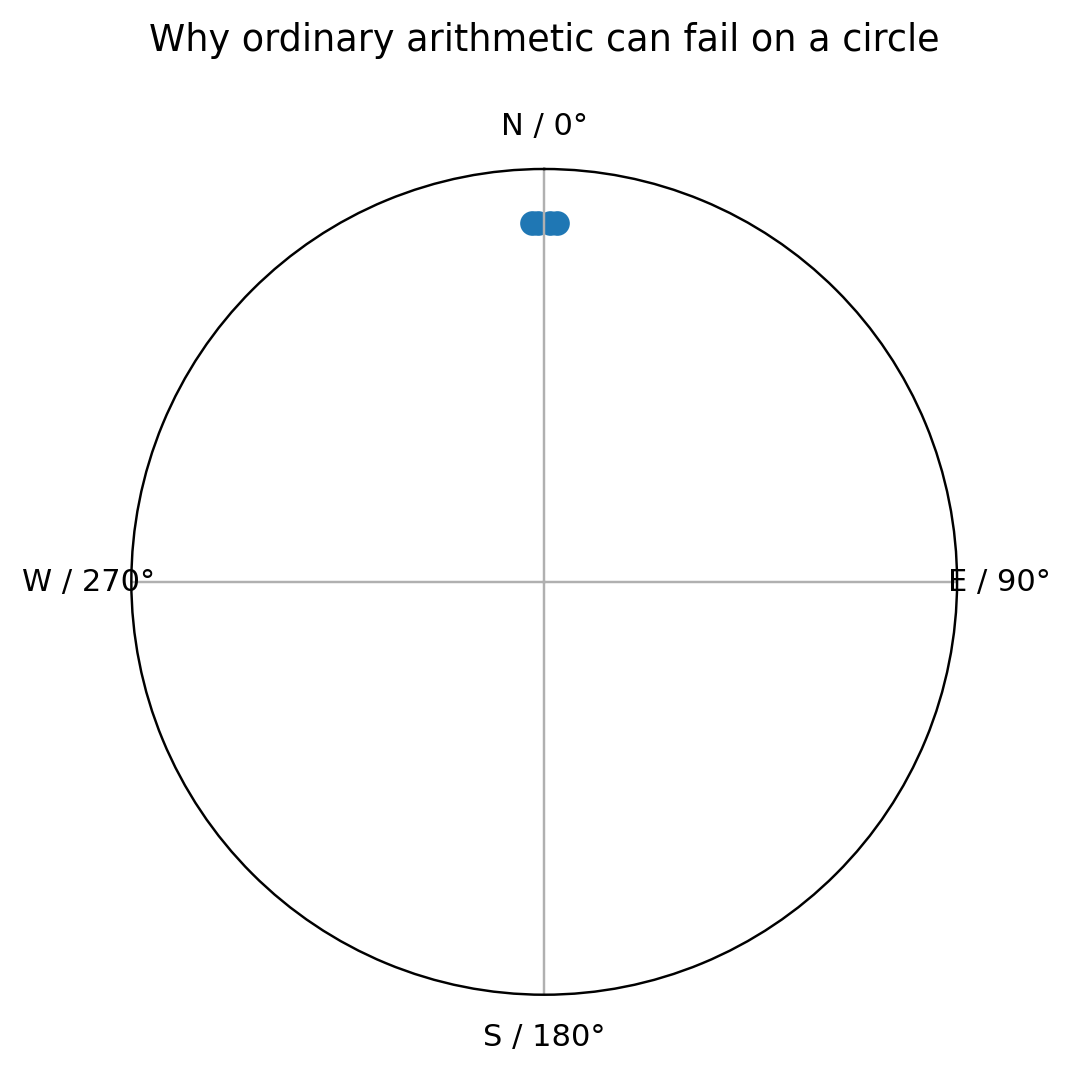 Why ordinary arithmetic can fail on a circle
N / 0°
W / 270°
E / 90°
S / 180°